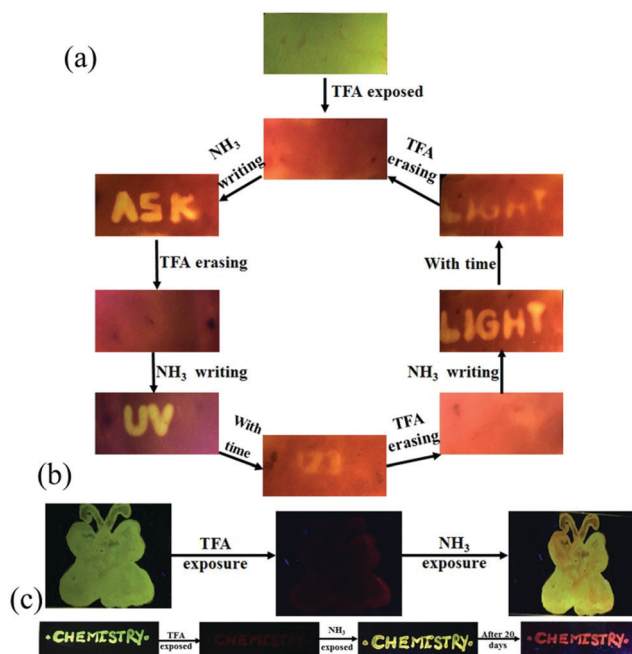 (a)
TFA exposed
NH₃ writing
TFA erasing
ASK
LIGHT
TFA erasing
With time
LIGHT
NH₃ writing
NH₃ writing
UV
With time
TFA erasing
(b)
TFA exposure
NH₃ exposure
(c)
CHEMISTRY
TFA exposed
CHEMISTRY
NH₃ exposed
CHEMISTRY
After 20 days
CHEMISTRY